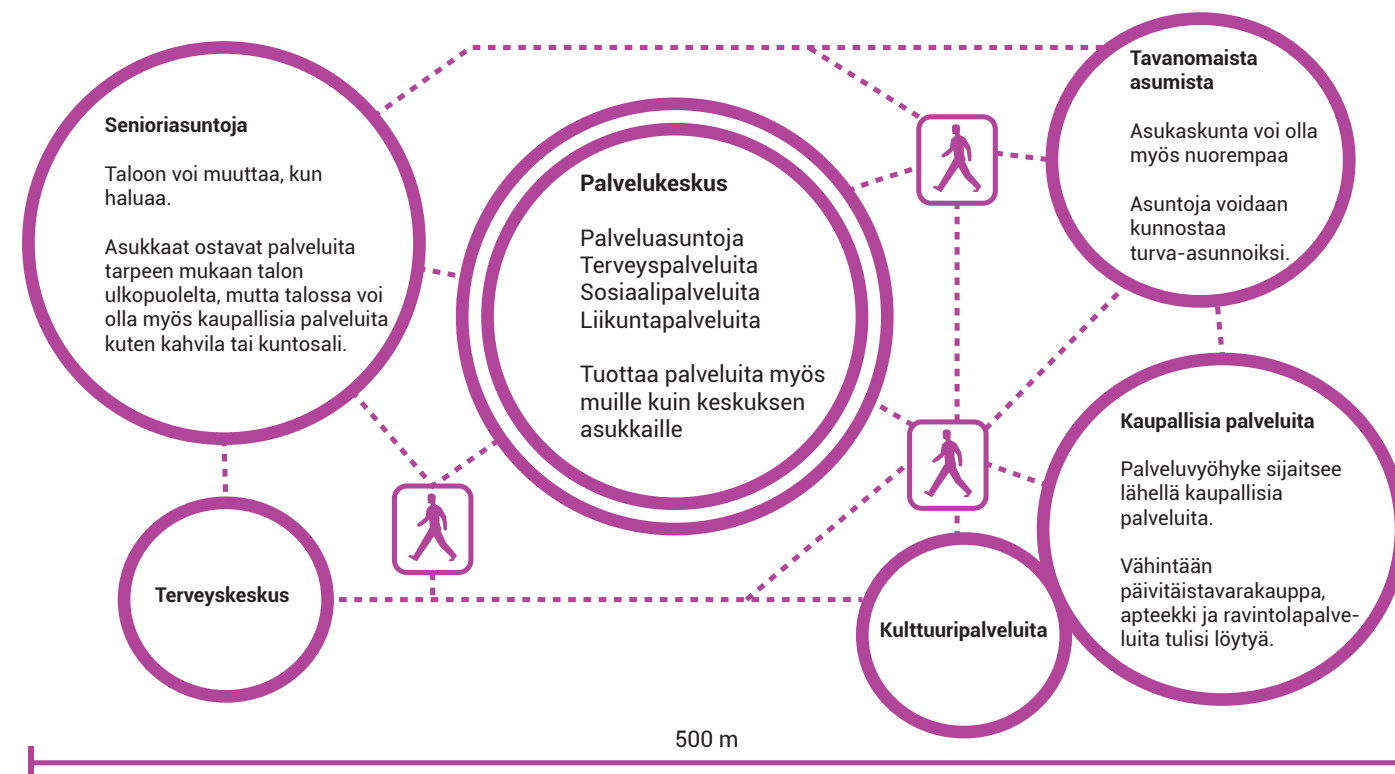 Senioriasuntoja
Taloon voi muuttaa, kun
haluaa.
Asukkaat ostavat palveluita
tarpeen mukaan talon
ulkopuolelta, mutta talossa voi
olla myös kaupallisia palveluita
kuten kahvila tai kuntosali.
Palvelukeskus
Palveluasuntoja
Terveyspalveluita
Sosiaalipalveluita
Liikuntapalveluita
Tuottaa palveluita myös
muille kuin keskuksen
asukkaille
Tavanomaista
asumista
Asukaskunta voi olla
myös nuorempaa
Asuntoja voidaan
kunnostaa
turva-asunnoiksi.
Kaupallisia palveluita
Palveluvyöhyke sijaitsee
lähellä kaupallisia
palveluita.
Vähintään
päivitäistavarakauppa,
apteekki ja ravintolapalve-
luita tulisi löytyä.
Terveyskeskus
Kulttuuripalveluita
500 m